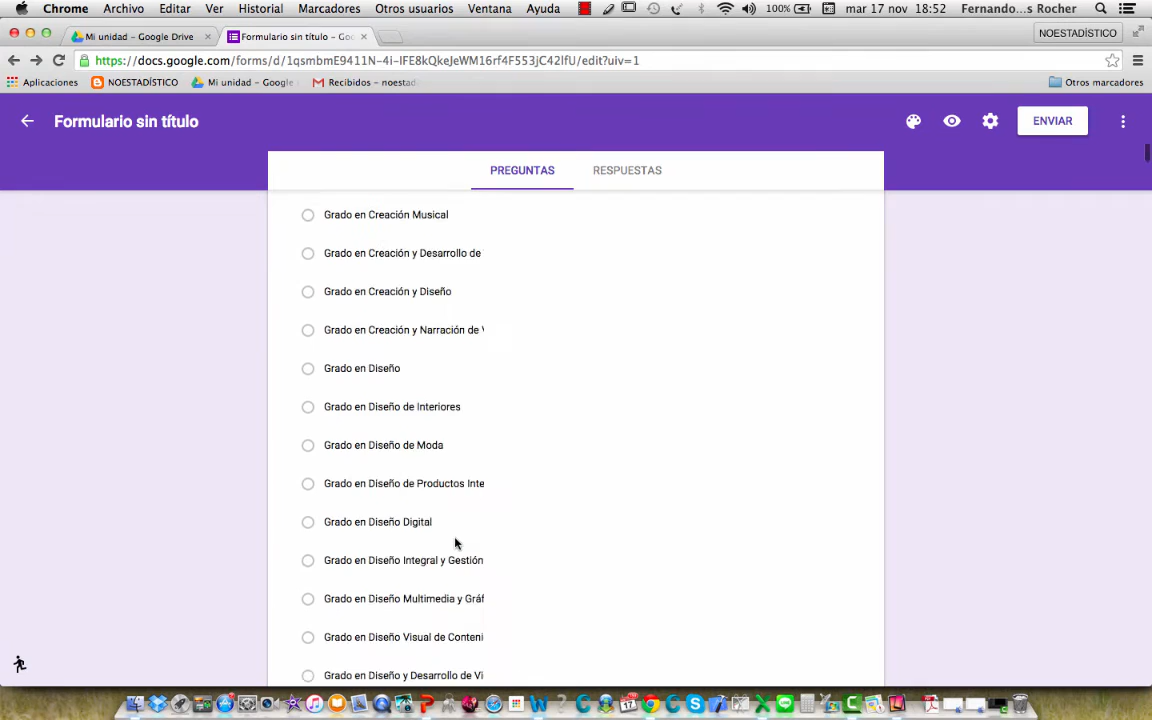 Chrome Archivo Editar Ver Historial Marcadores Otros usuarios Ventana Ayuda 100% mar 17 nov 18:52 Fernando...s Rocher
Mi unidad – Google Drive
Formulario sin título – Goo
NOESTADÍSTICO
https://docs.google.com/forms/d/1qsmbmE9411N-4i-IFE8kQkeJeWM16rf4F553jC42IfU/edit?uiv=1
Aplicaciones NOESTADÍSTICO Mi unidad – Google Recibidos – noestad Otros marcadores
Formulario sin título
ENVIAR
PREGUNTAS RESPUESTAS
Grado en Creación Musical
Grado en Creación y Desarrollo de
Grado en Creación y Diseño
Grado en Creación y Narración de V
Grado en Diseño
Grado en Diseño de Interiores
Grado en Diseño de Moda
Grado en Diseño de Productos Inte
Grado en Diseño Digital
Grado en Diseño Integral y Gestión
Grado en Diseño Multimedia y Gráf
Grado en Diseño Visual de Conteni
Grado en Diseño y Desarrollo de Vi